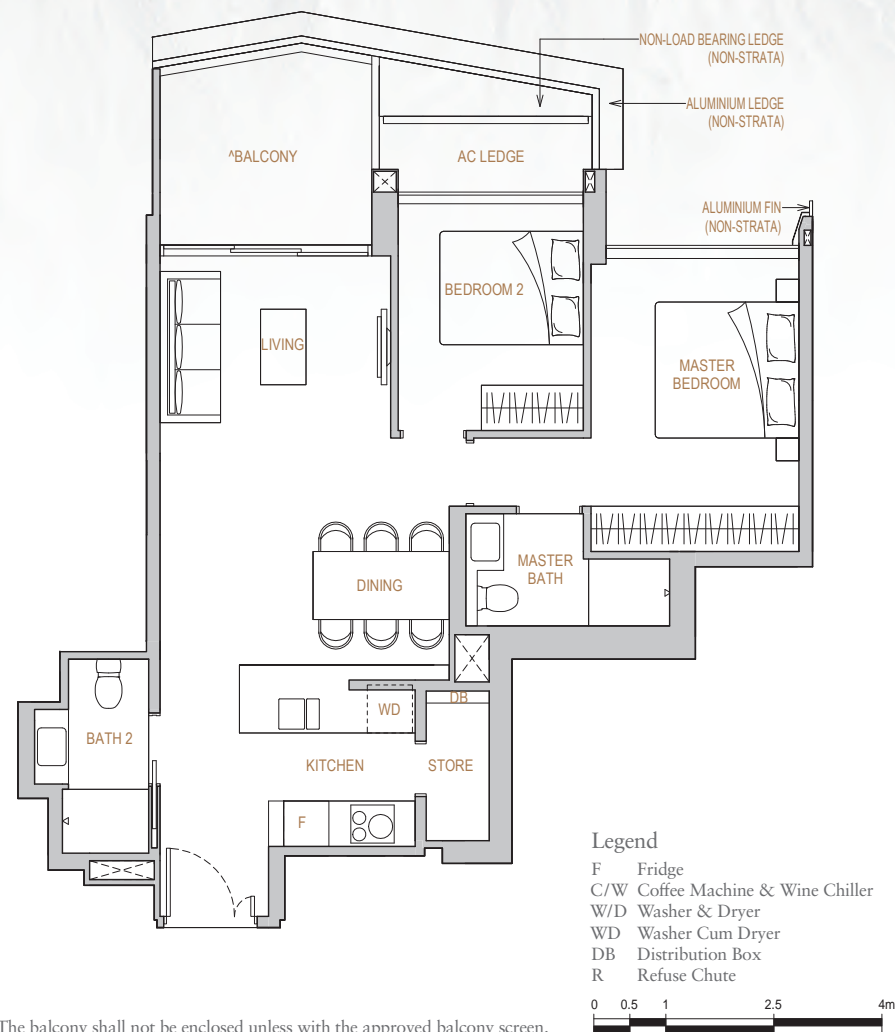 NON-LOAD BEARING LEDGE
(NON-STRATA)
ALUMINIUM LEDGE
(NON-STRATA)
^BALCONY
AC LEDGE
ALUMINIUM FIN
(NON-STRATA)
BEDROOM 2
LIVING
MASTER
BEDROOM
MASTER
BATH
DINING
DB
WD
BATH 2
KITCHEN
STORE
F
Legend
F Fridge
C/W Coffee Machine & Wine Chiller
W/D Washer & Dryer
WD Washer Cum Dryer
DB Distribution Box
R Refuse Chute
0 0.5 1 2.5 4m
The balcony shall not be enclosed unless with the approved balcony screen.